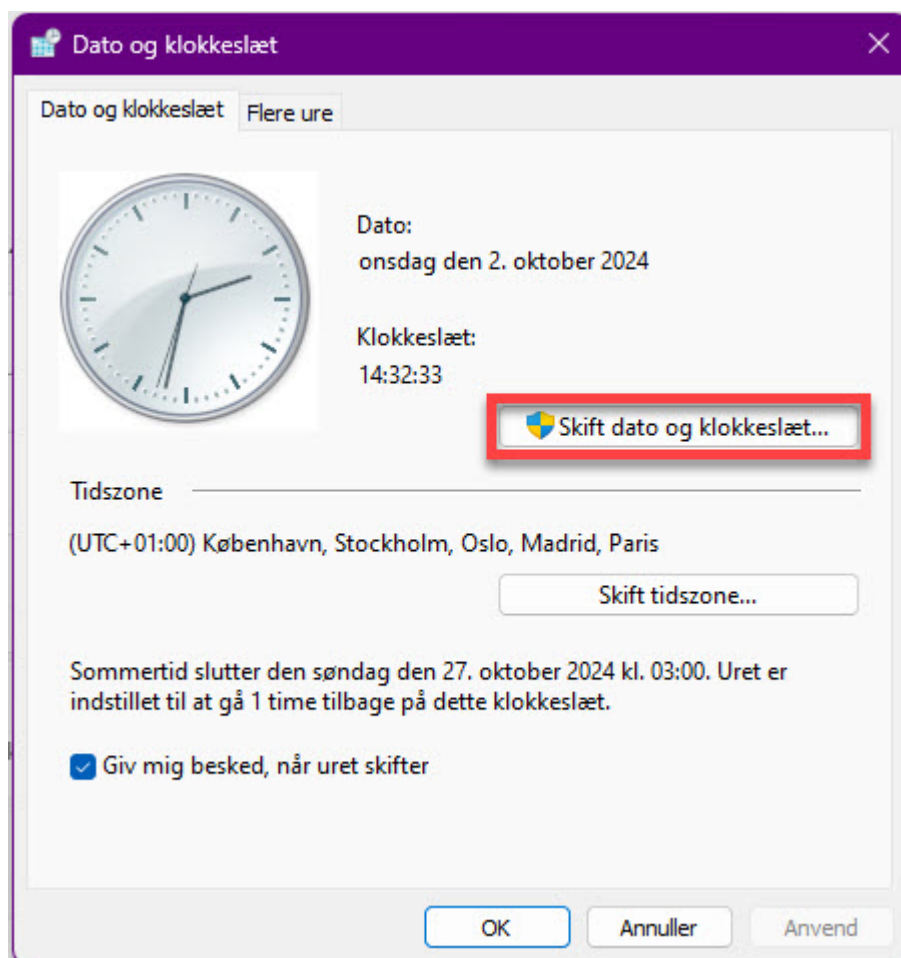 Dato og klokkeslæt
Dato og klokkeslæt
Flere ure
Dato:
onsdag den 2. oktober 2024
Klokkeslæt:
14:32:33
Skift dato og klokkeslæt...
Tidszone
(UTC+01:00) København, Stockholm, Oslo, Madrid, Paris
Skift tidszone...
Sommertid slutter den søndag den 27. oktober 2024 kl. 03:00. Uret er
indstillet til at gå 1 time tilbage på dette klokkeslæt.
Giv mig besked, når uret skifter
OK
Annuller
Anvend